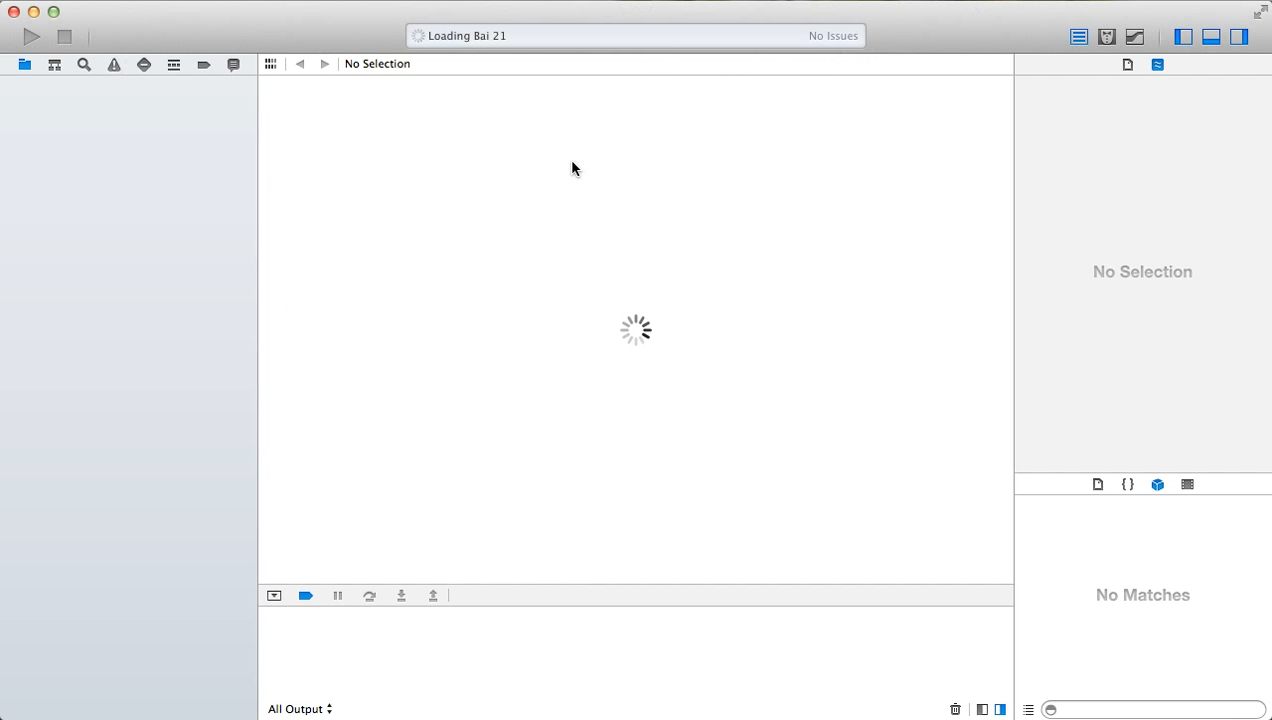 Loading Bai 21
No Issues
No Selection
No Selection
No Matches
All Output